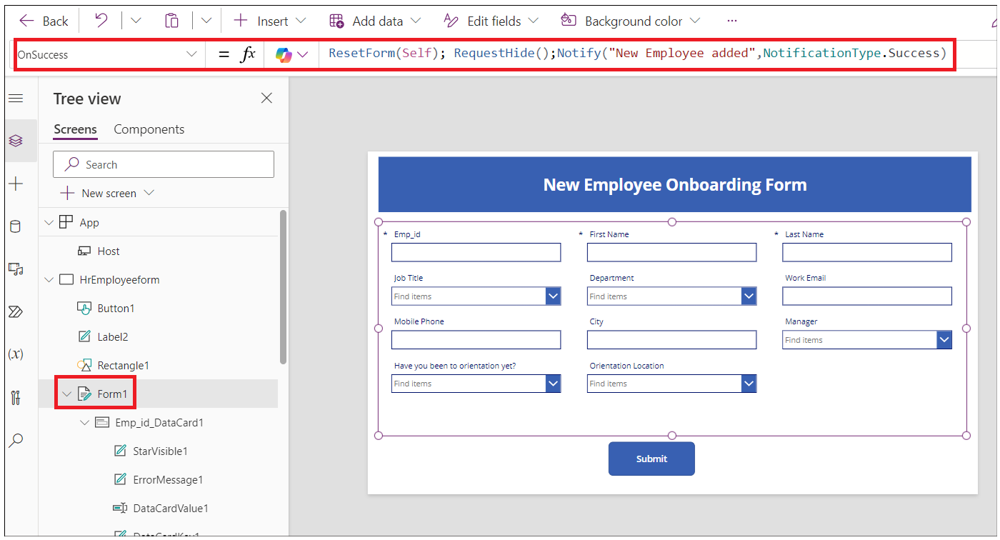 Back
Insert
Add data
Edit fields
Background color
...
OnSuccess
= fx
ResetForm(Self); RequestHide();Notify("New Employee added",NotificationType.Success)
Tree view
Screens Components
Search
New screen
App
Host
HrEmployeeform
Button1
Label2
Rectangle1
Form1
Emp_id_DataCard1
StarVisible1
ErrorMessage1
DataCardValue1
DataCardKey1
(x)
New Employee Onboarding Form
* Emp_id * First Name * Last Name
Job Title Department Work Email
Find items Find items
Mobile Phone City Manager
Find items
Have you been to orientation yet? Orientation Location
Find items Find items
Submit